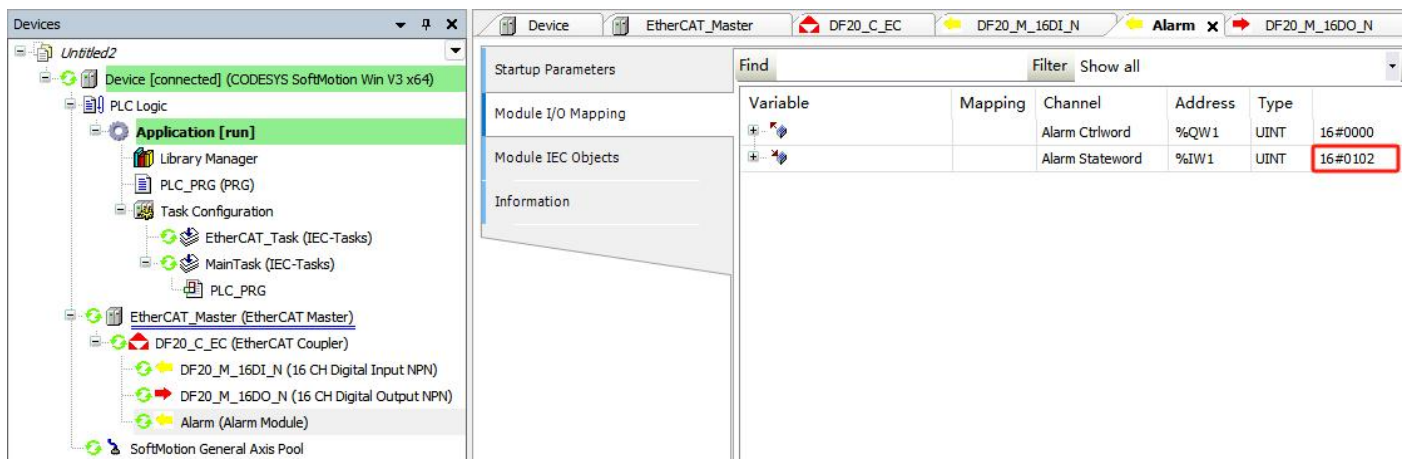 Devices
Untitled2
Device [connected] (CODESYS SoftMotion Win V3 x64)
PLC Logic
Application [run]
Library Manager
PLC_PRG (PRG)
Task Configuration
EtherCAT_Task (IEC-Tasks)
MainTask (IEC-Tasks)
PLC_PRG
EtherCAT_Master (EtherCAT Master)
DF20_C_EC (EtherCAT Coupler)
DF20_M_16DI_N (16 CH Digital Input NPN)
DF20_M_16DO_N (16 CH Digital Output NPN)
Alarm (Alarm Module)
SoftMotion General Axis Pool
Device EtherCAT_Master DF20_C_EC DF20_M_16DI_N Alarm DF20_M_16DO_N
Startup Parameters
Module I/O Mapping
Module IEC Objects
Information
Find Filter Show all
Variable Mapping Channel Address Type
Alarm Ctrlword %QW1 UINT 16#0000
Alarm Stateword %IW1 UINT 16#0102